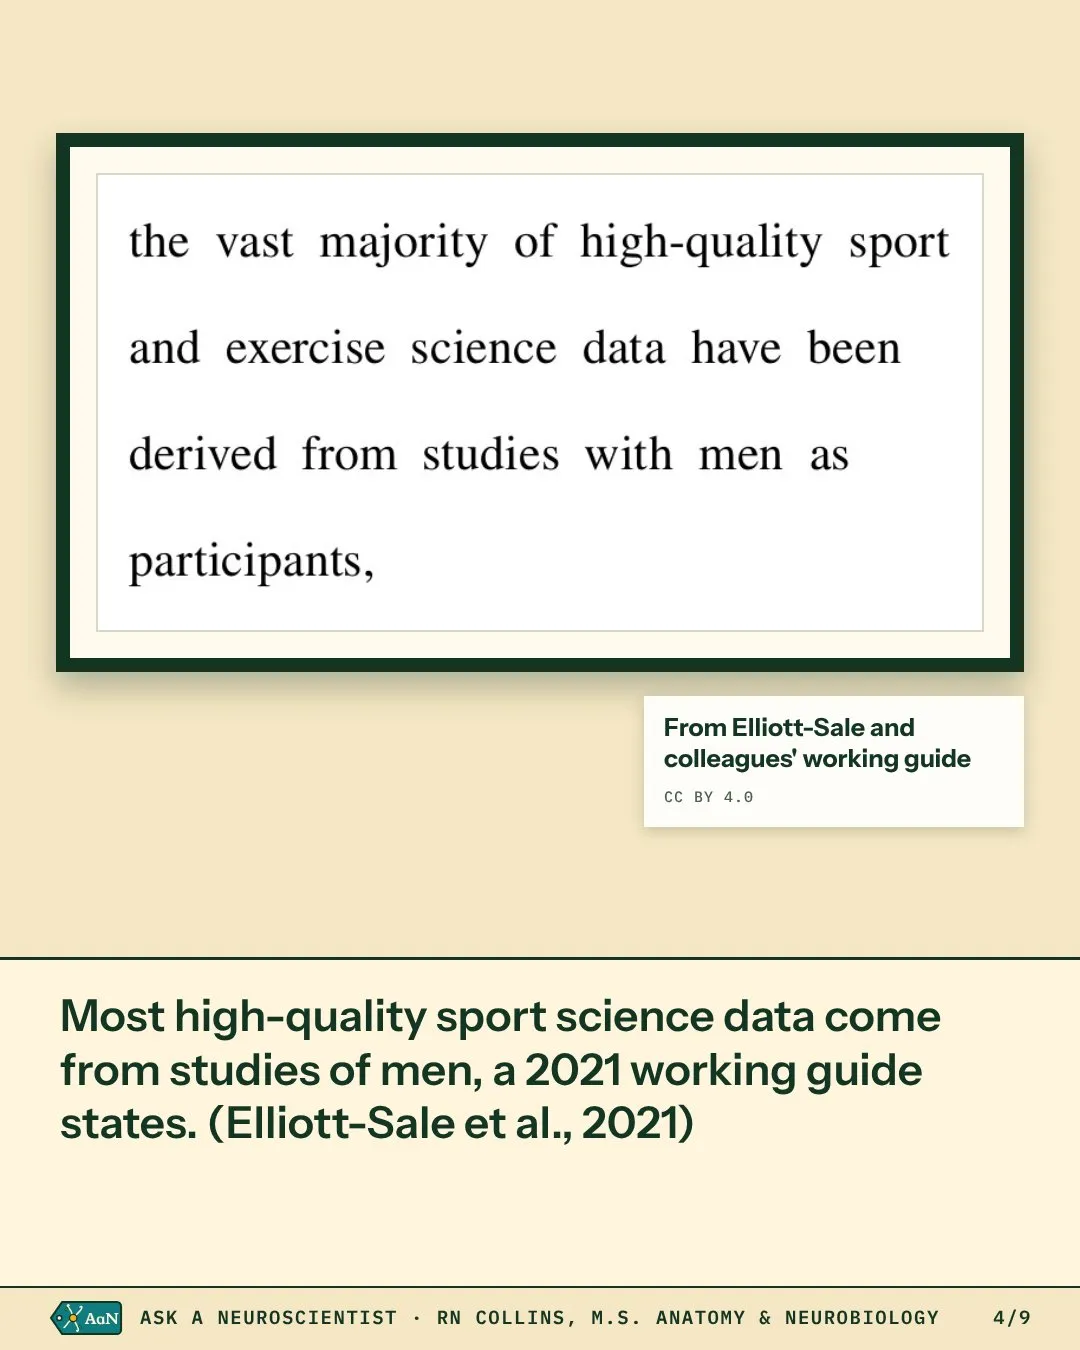 the vast majority of high-quality sport
and exercise science data have been
derived from studies with men as
participants,
From Elliott-Sale and
colleagues' working guide
CC BY 4.0
Most high-quality sport science data come
from studies of men, a 2021 working guide
states. (Elliott-Sale et al., 2021)
AaN ASK A NEUROSCIENTIST · RN COLLINS, M.S. ANATOMY & NEUROBIOLOGY 4/9